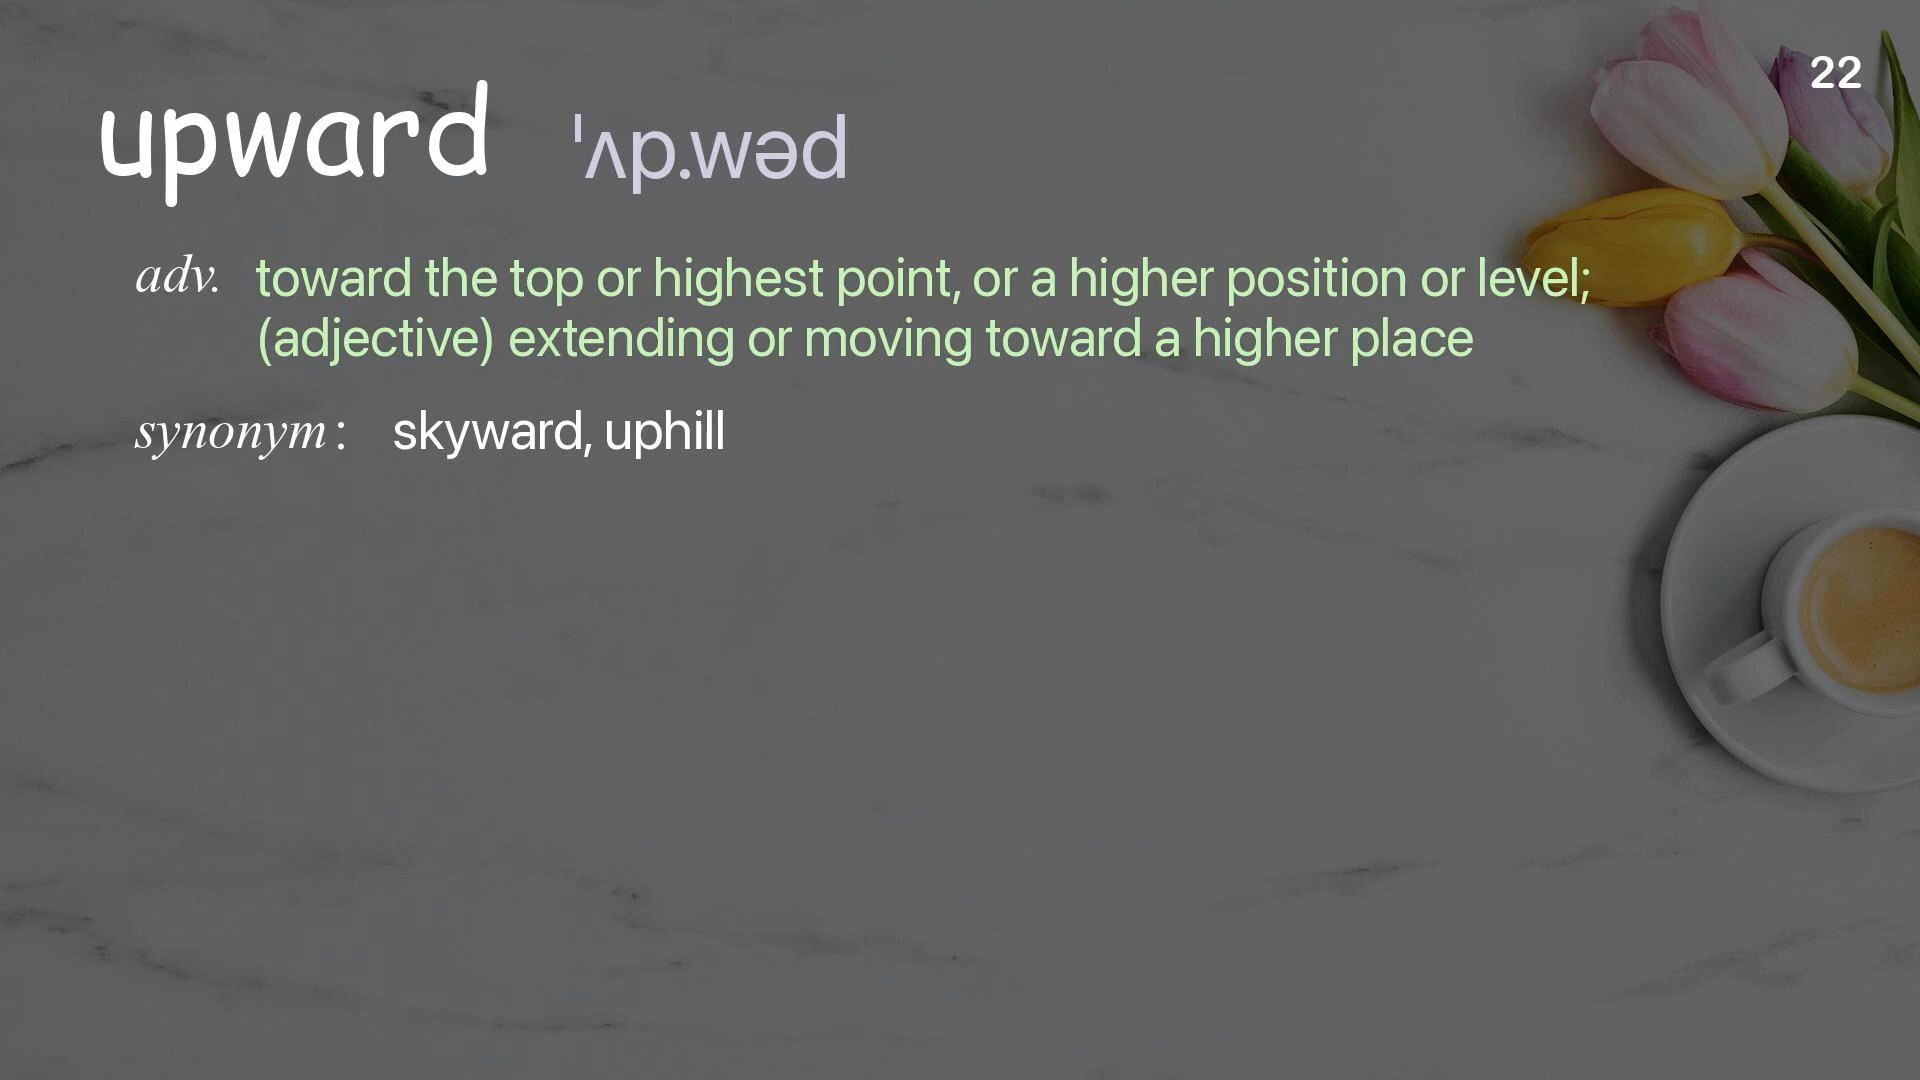 22
upward ˈʌp.wəd
adv. toward the top or highest point, or a higher position or level;
(adjective) extending or moving toward a higher place
synonym: skyward, uphill